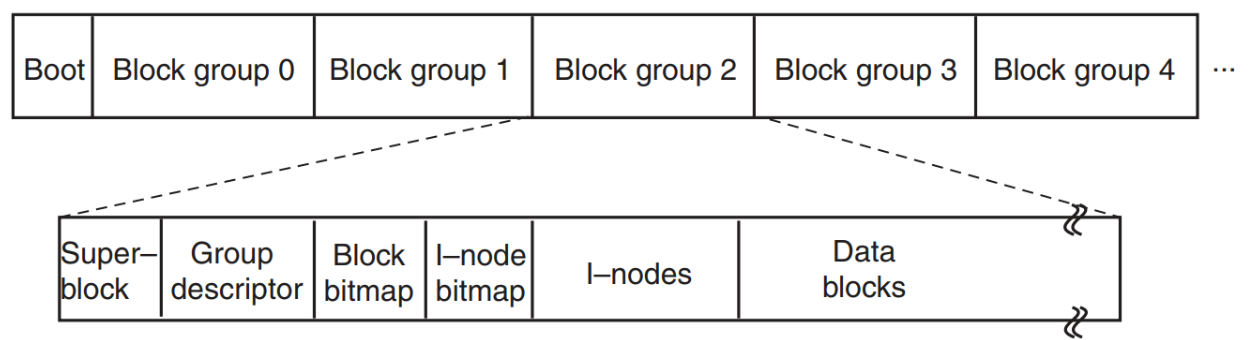 Boot Block group 0 Block group 1 Block group 2 Block group 3 Block group 4 ...
Super–
block
Group
descriptor
Block
bitmap
I–node
bitmap
I–nodes
Data
blocks